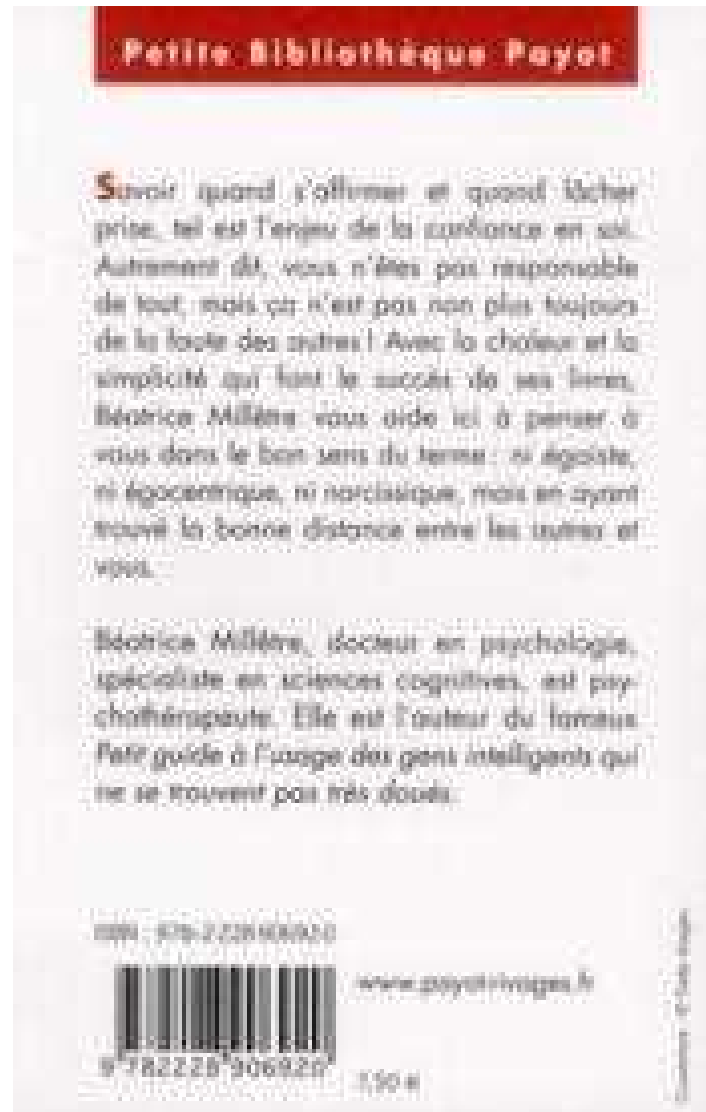 Petite Bibliothèque Payot
Savoir quand s'affirmer et quand lâcher
prise, tel est l'enjeu de la confiance en soi.
Autrement dit, vous n'êtes pas responsable
de tout, mais ça n'est pas non plus toujours
de la faute des autres ! Avec la chaleur et la
simplicité qui font le succès de ses livres,
Béatrice Millêtre vous aide ici à penser à
vous dans le bon sens du terme : ni égoïste,
ni égocentrique, ni narcissique, mais en ayant
trouvé la bonne distance entre les autres et
vous.
Béatrice Millêtre, docteur en psychologie,
spécialiste en sciences cognitives, est psy-
chothérapeute. Elle est l'auteur du fameux
Petit guide à l'usage des gens intelligents qui
ne se trouvent pas très doués.
ISBN : 978-2-228-90692-0
www.payot-rivages.fr
9 782228 906920